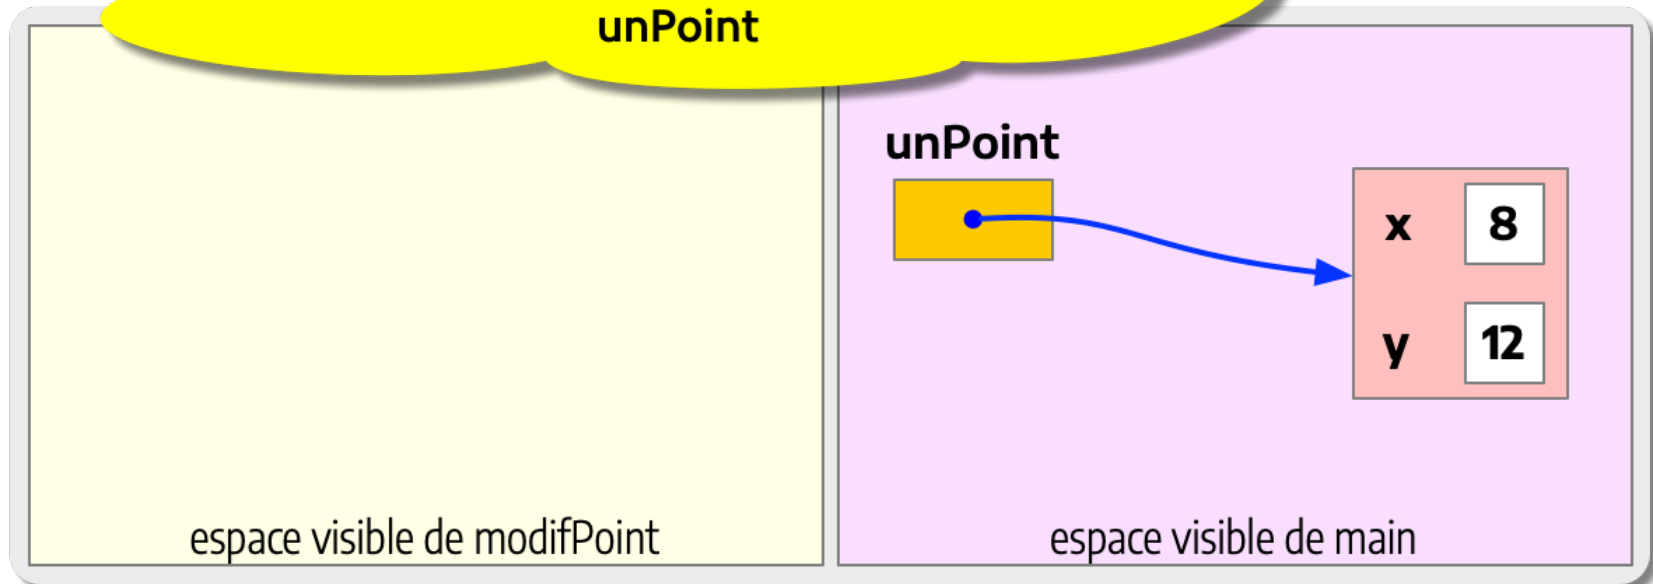 unPoint
unPoint
x 8
y 12
espace visible de modifPoint
espace visible de main